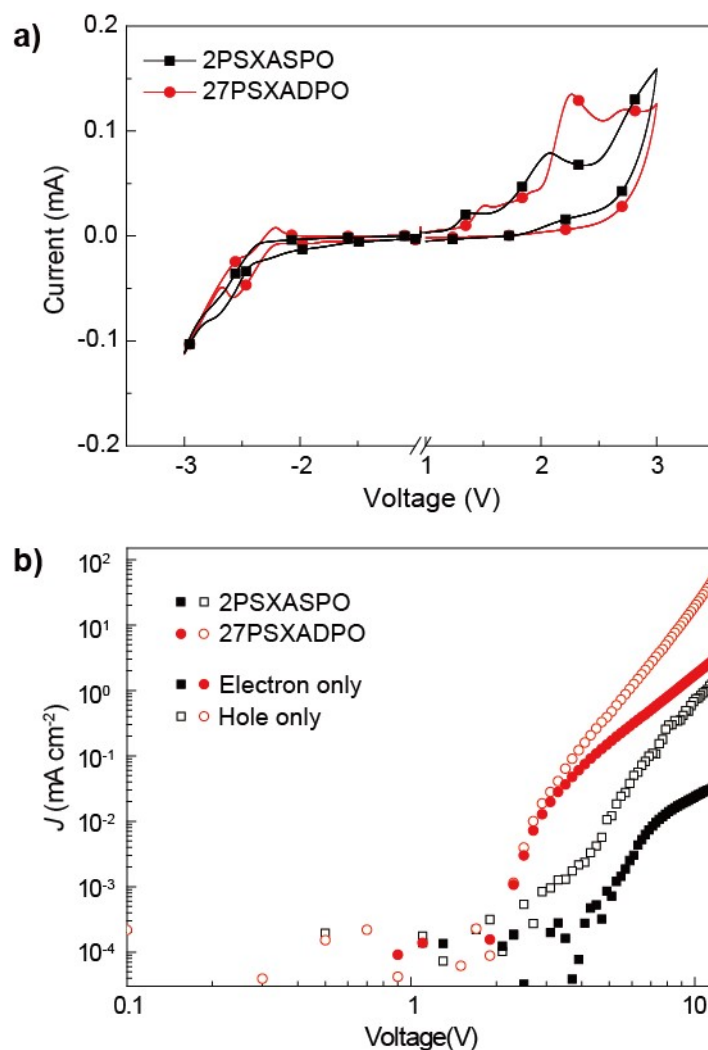 a)
2PSXASPO
27PSXADPO
0.2
0.1
0.0
-0.1
-0.2
Current (mA)
-3 -2 1 2 3
Voltage (V)
b)
2PSXASPO
27PSXADPO
Electron only
Hole only
10²
10¹
10⁰
10⁻¹
10⁻²
10⁻³
10⁻⁴
J (mA cm⁻²)
0.1 1 10
Voltage(V)